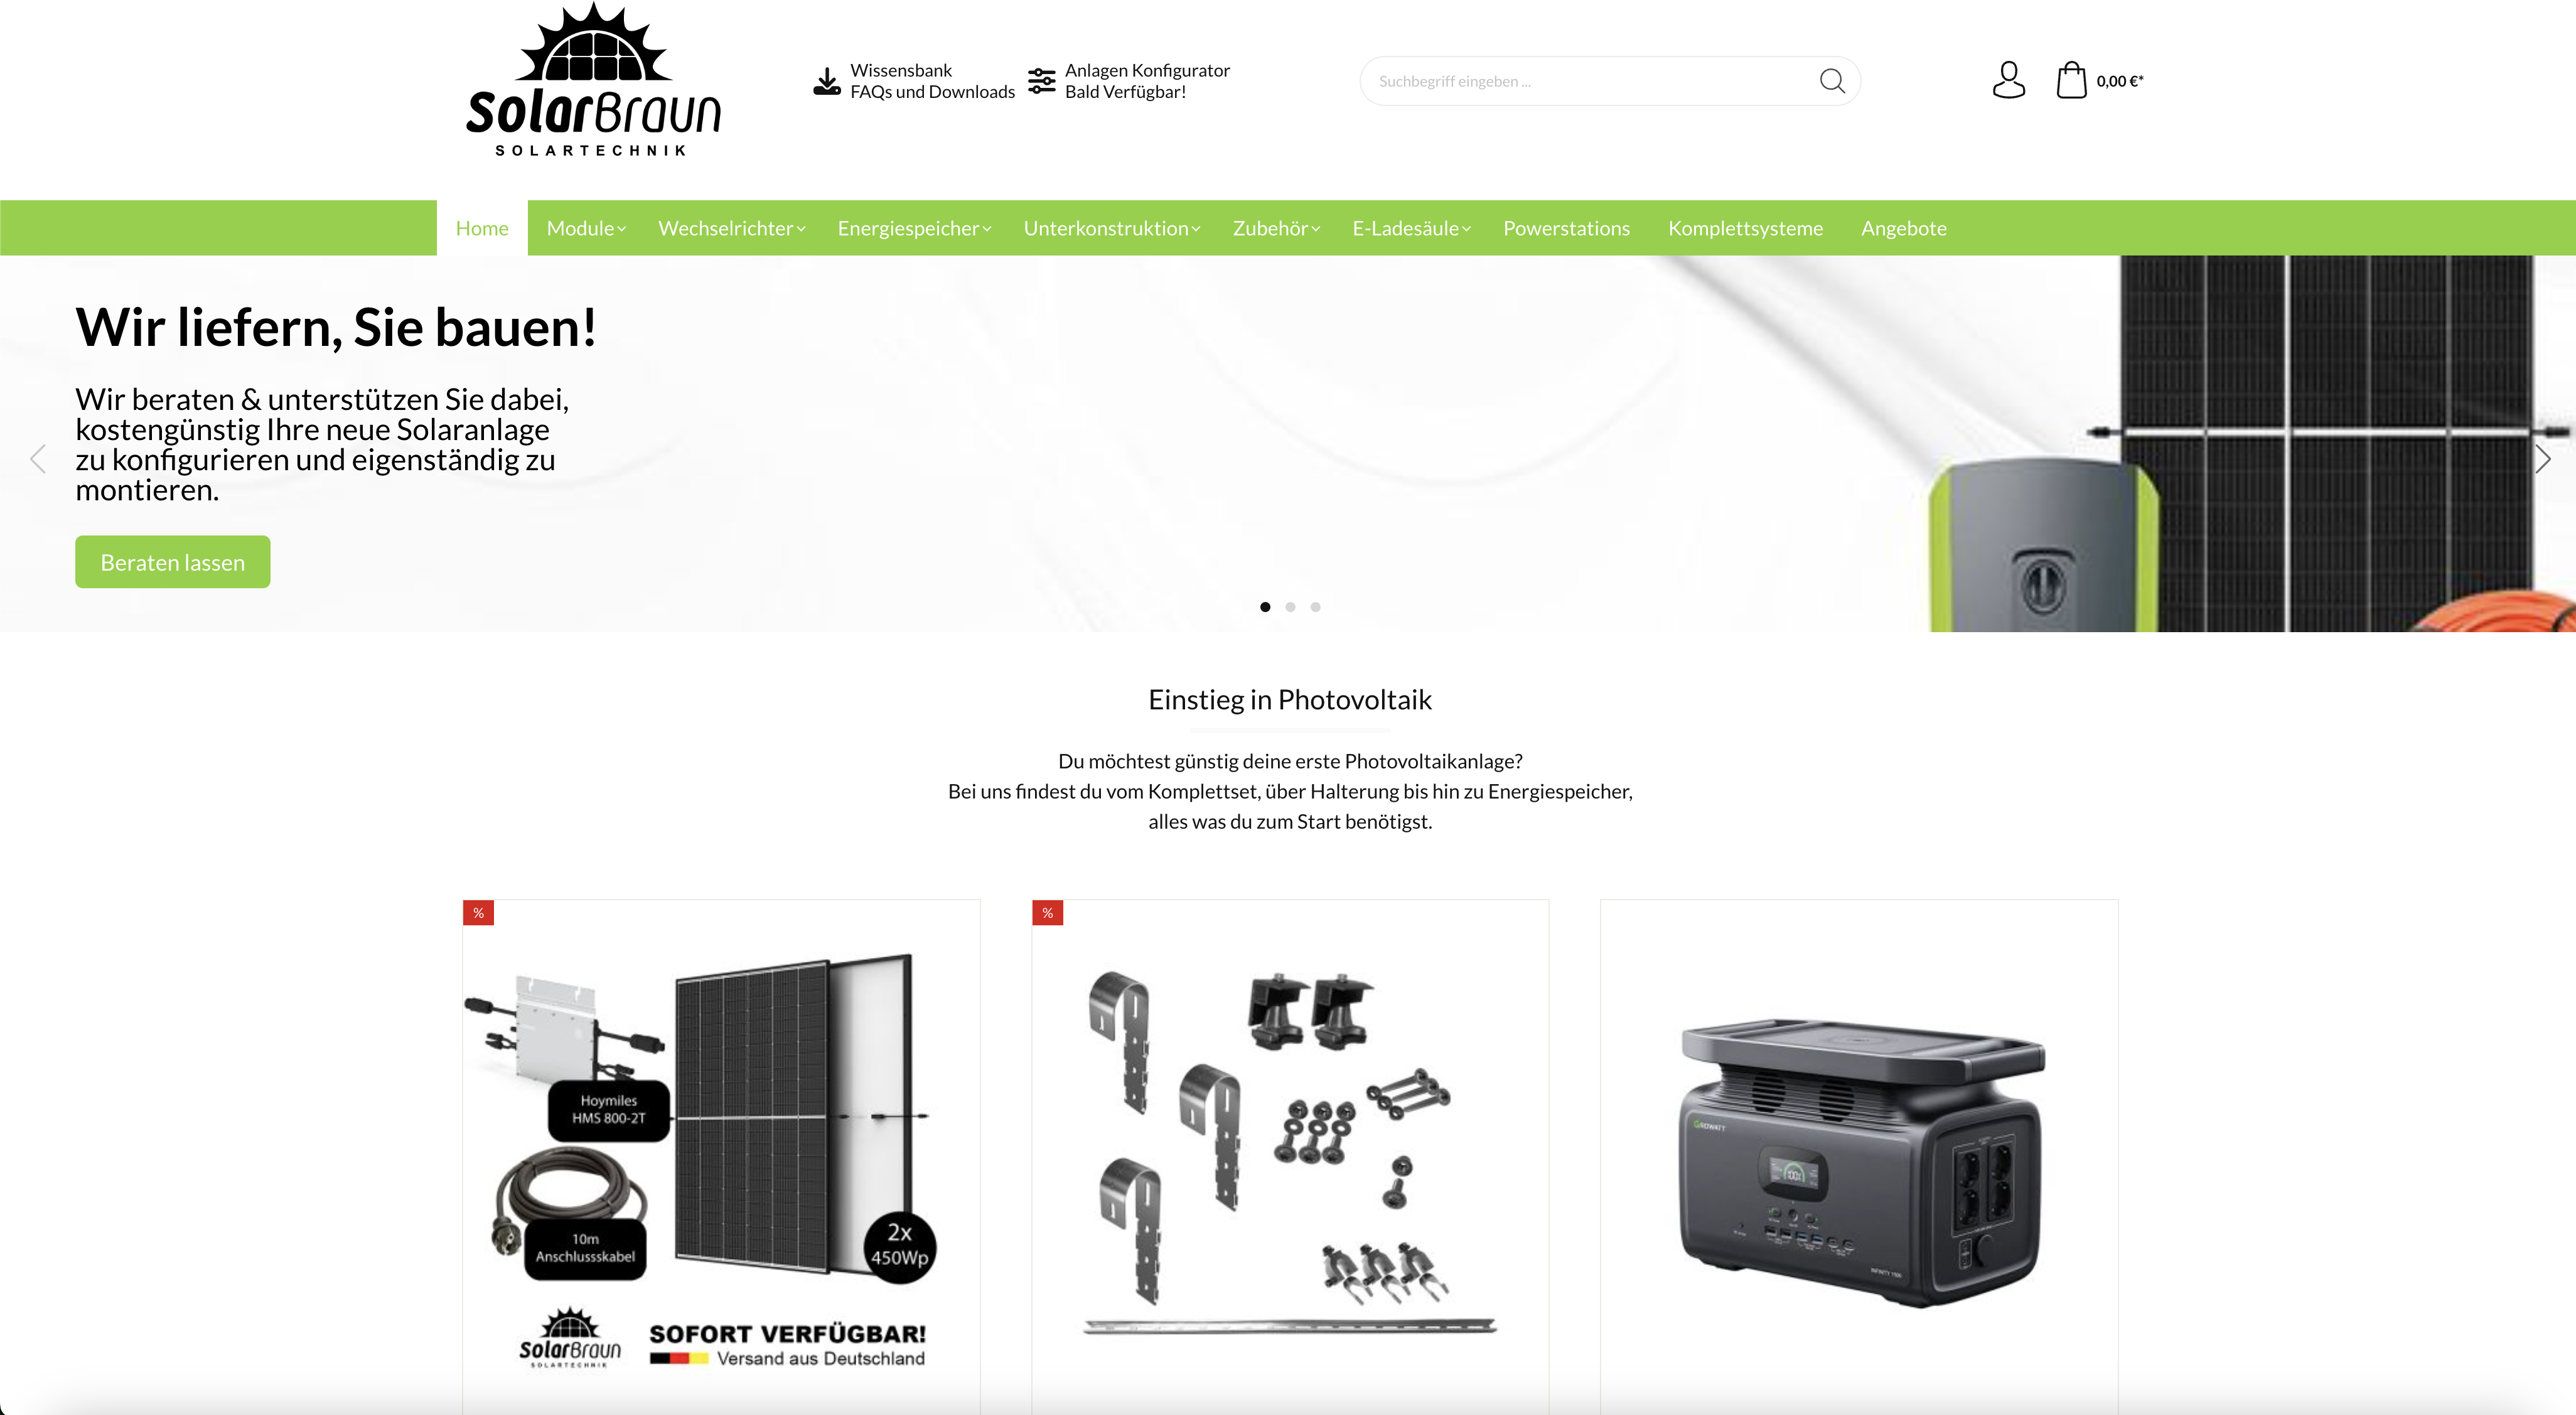 SolarBraun
SOLARTECHNIK
Wissensbank
FAQs und Downloads
Anlagen Konfigurator
Bald Verfügbar!
Suchbegriff eingeben ...
0,00 €*
Home
Module
Wechselrichter
Energiespeicher
Unterkonstruktion
Zubehör
E-Ladesäule
Powerstations
Komplettsysteme
Angebote
Wir liefern, Sie bauen!
Wir beraten & unterstützen Sie dabei,
kostengünstig Ihre neue Solaranlage
zu konfigurieren und eigenständig zu
montieren.
Beraten lassen
Einstieg in Photovoltaik
Du möchtest günstig deine erste Photovoltaikanlage?
Bei uns findest du vom Komplettset, über Halterung bis hin zu Energiespeicher,
alles was du zum Start benötigst.
%
Hoymiles
HMS 800-2T
10m
Anschlussskabel
2x
450Wp
SolarBraun
SOLARTECHNIK
SOFORT VERFÜGBAR!
Versand aus Deutschland
%
GROWATT
INFINITY 1500